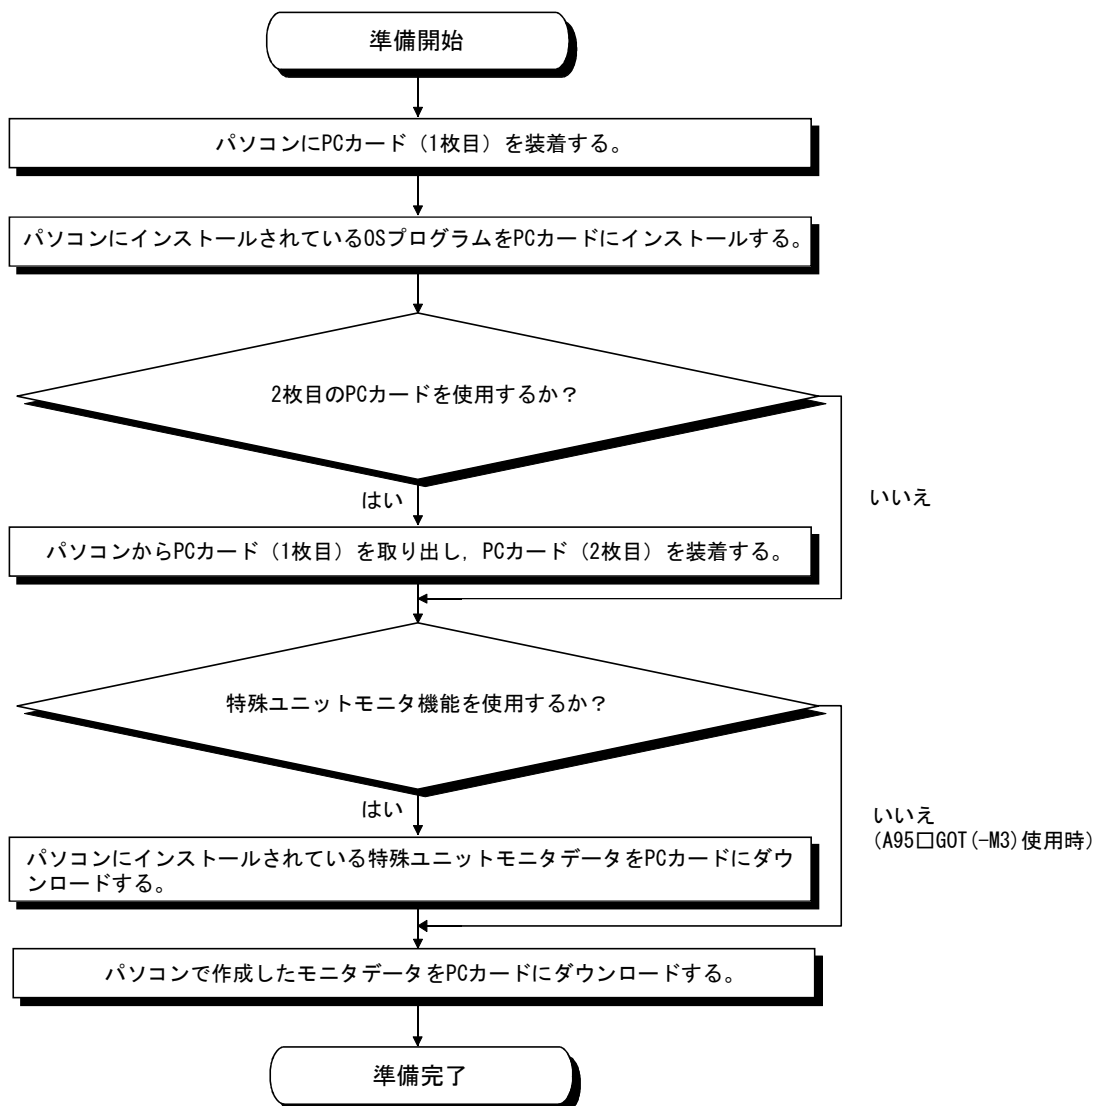 準備開始
パソコンにPCカード（1枚目）を装着する。
パソコンにインストールされているOSプログラムをPCカードにインストールする。
2枚目のPCカードを使用するか？
はい
いいえ
パソコンからPCカード（1枚目）を取り出し，PCカード（2枚目）を装着する。
特殊ユニットモニタ機能を使用するか？
はい
いいえ
(A95□GOT(-M3)使用時)
パソコンにインストールされている特殊ユニットモニタデータをPCカードにダウ
ンロードする。
パソコンで作成したモニタデータをPCカードにダウンロードする。
準備完了